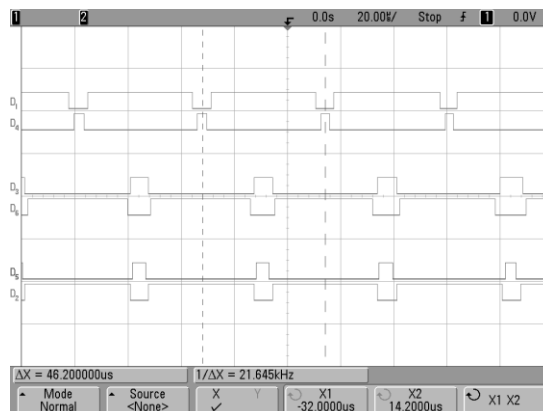 1 2 0.0s 20.00%/ Stop 1 0.0V
D1
D4
D3
D6
D5
D2
ΔX = 46.200000us 1/ΔX = 21.645kHz
Mode Source X Y X1 X2 X1 X2
Normal <None> -32.0000us 14.2000us